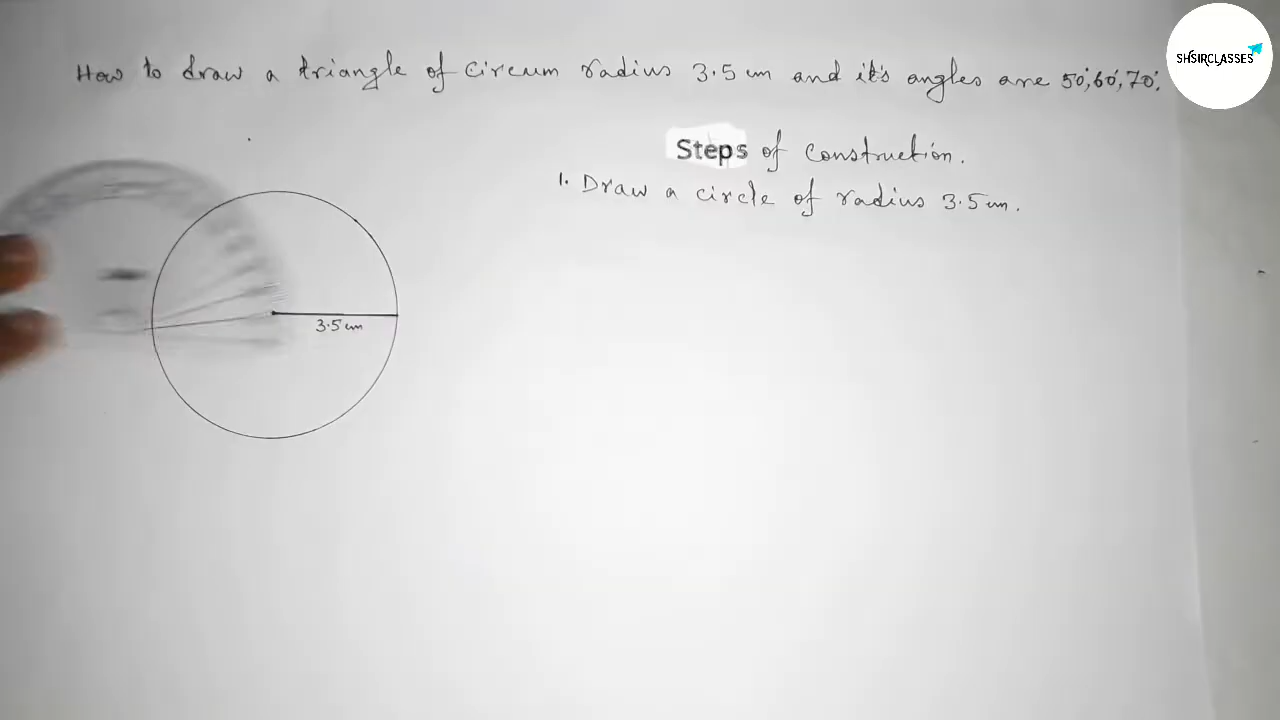 How to draw a triangle of circum radius 3.5 cm and it's angles are 50°, 60°, 70°.
SHSIRCLASSES
Steps of construction.
1. Draw a circle of radius 3.5 cm.
3.5 cm